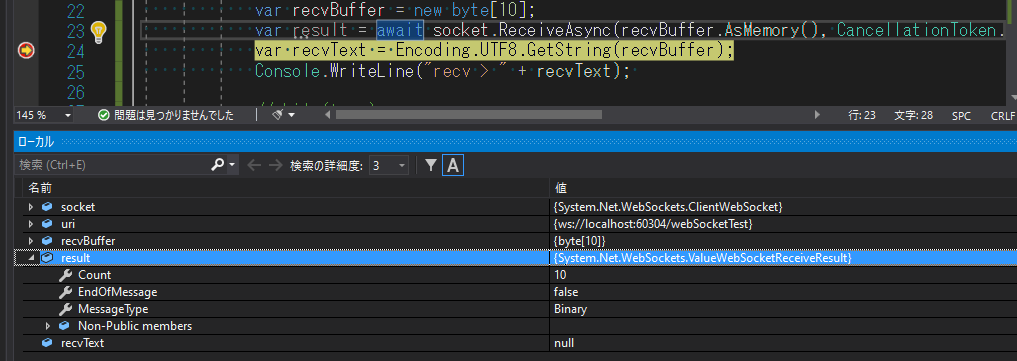 22 var recvBuffer = new byte[10];
23 var result = await socket.ReceiveAsync(recvBuffer.AsMemory(), CancellationToken.
24 var recvText = Encoding.UTF8.GetString(recvBuffer);
25 Console.WriteLine("recv > " + recvText);
26
145 % 問題は見つかりませんでした 行: 23 文字: 28 SPC CRLF
ローカル
検索 (Ctrl+E) 検索の詳細度: 3 A
名前 値
socket {System.Net.WebSockets.ClientWebSocket}
uri {ws://localhost:60304/webSocketTest}
recvBuffer {byte[10]}
result {System.Net.WebSockets.ValueWebSocketReceiveResult}
Count 10
EndOfMessage false
MessageType Binary
Non-Public members
recvText null